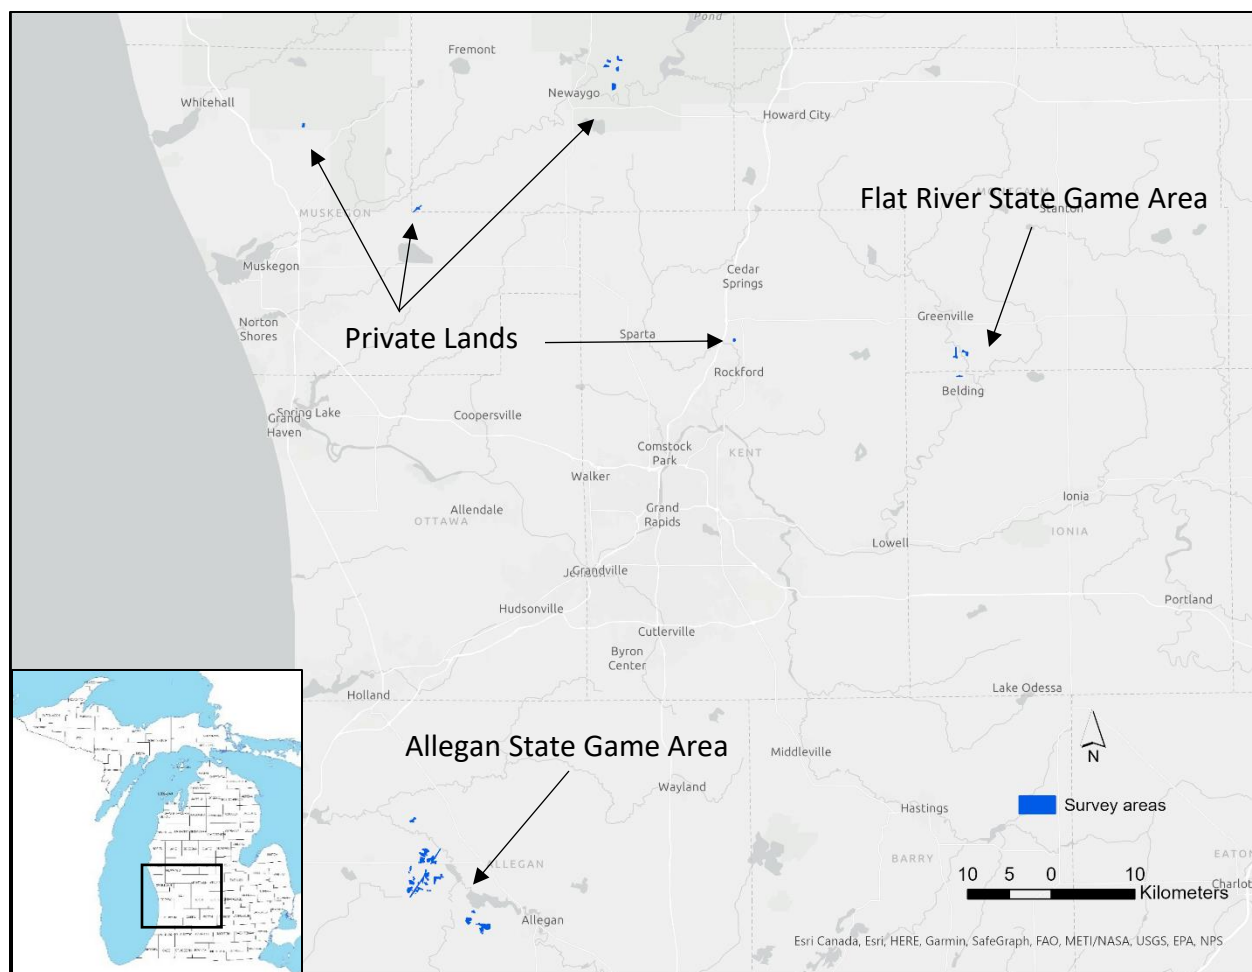 Pond
Fremont
Newaygo
Whitehall
Howard City
Flat River State Game Area
Stanton
MUSKEGON
Muskegon
Cedar
Springs
Greenville
Norton
Shores
Private Lands
Sparta
Rockford
Belding
Spring Lake
Grand
Haven
Coopersville
Comstock
Park
KENT
Walker
Ionia
Allendale
OTTAWA
Grand
Rapids
IONIA
Lowell
Grandville
Hudsonville
Portland
Cutlerville
Byron
Center
Lake Odessa
Holland
Allegan State Game Area
Middleville
N
Wayland
Hastings
Survey areas
ALLEGAN
BARRY
EATON
Charlot
10 5 0 10
Kilometers
Allegan
Esri Canada, Esri, HERE, Garmin, SafeGraph, FAO, METI/NASA, USGS, EPA, NPS